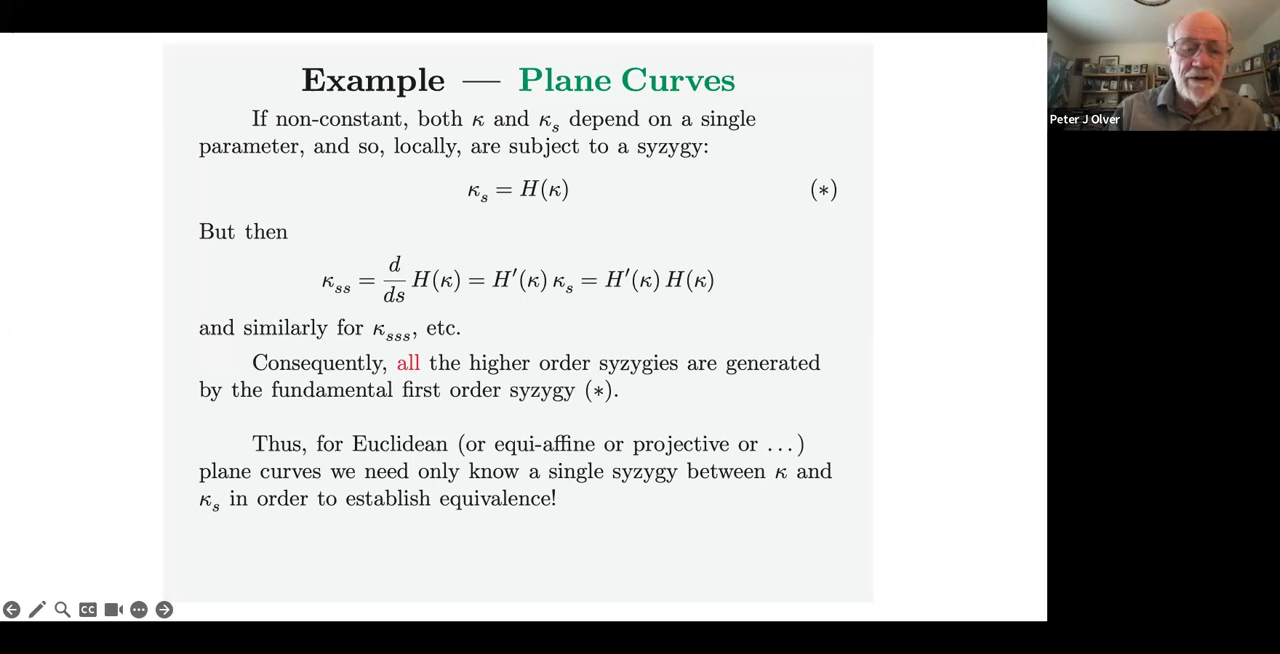 Example — Plane Curves
If non-constant, both κ and κ_s depend on a single
parameter, and so, locally, are subject to a syzygy:
κ_s = H(κ) (∗)
But then
κ_ss = d/ds H(κ) = H′(κ) κ_s = H′(κ) H(κ)
and similarly for κ_sss, etc.
Consequently, all the higher order syzygies are generated
by the fundamental first order syzygy (∗).
Thus, for Euclidean (or equi-affine or projective or …)
plane curves we need only know a single syzygy between κ and
κ_s in order to establish equivalence!
Peter J Olver
CC